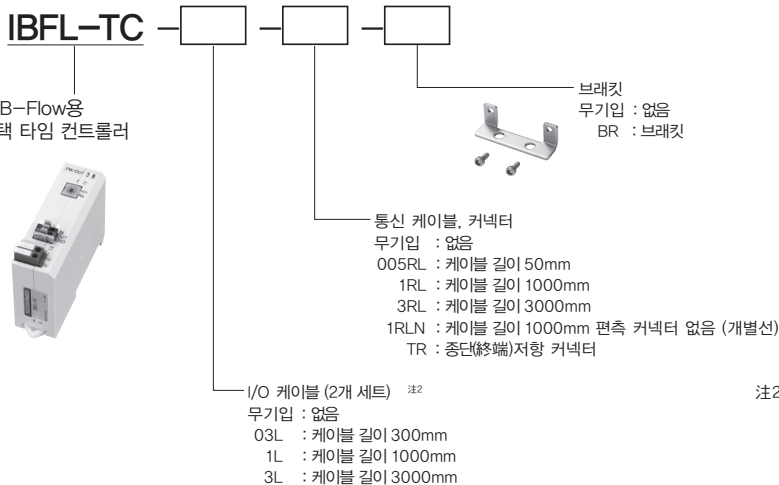 IBFL-TC - □ - □ - □
B-Flow용
택 타임 컨트롤러
브래킷
무기입 : 없음
BR : 브래킷
통신 케이블, 커넥터
무기입 : 없음
005RL : 케이블 길이 50mm
1RL : 케이블 길이 1000mm
3RL : 케이블 길이 3000mm
1RLN : 케이블 길이 1000mm 편측 커넥터 없음 (개별선)
TR : 종단(終端)저항 커넥터
I/O 케이블 (2개 세트) 注2
注2
무기입 : 없음
03L : 케이블 길이 300mm
1L : 케이블 길이 1000mm
3L : 케이블 길이 3000mm